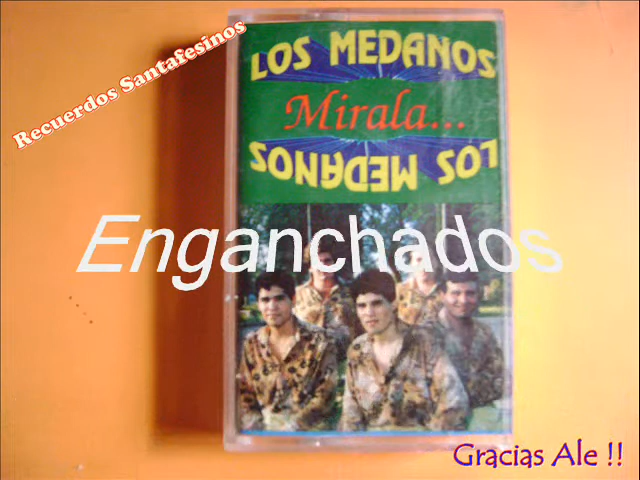 Recuerdos Santafesinos
LOS MEDANOS
Mirala...
LOS MEDANOS
Enganchados
Gracias Ale !!